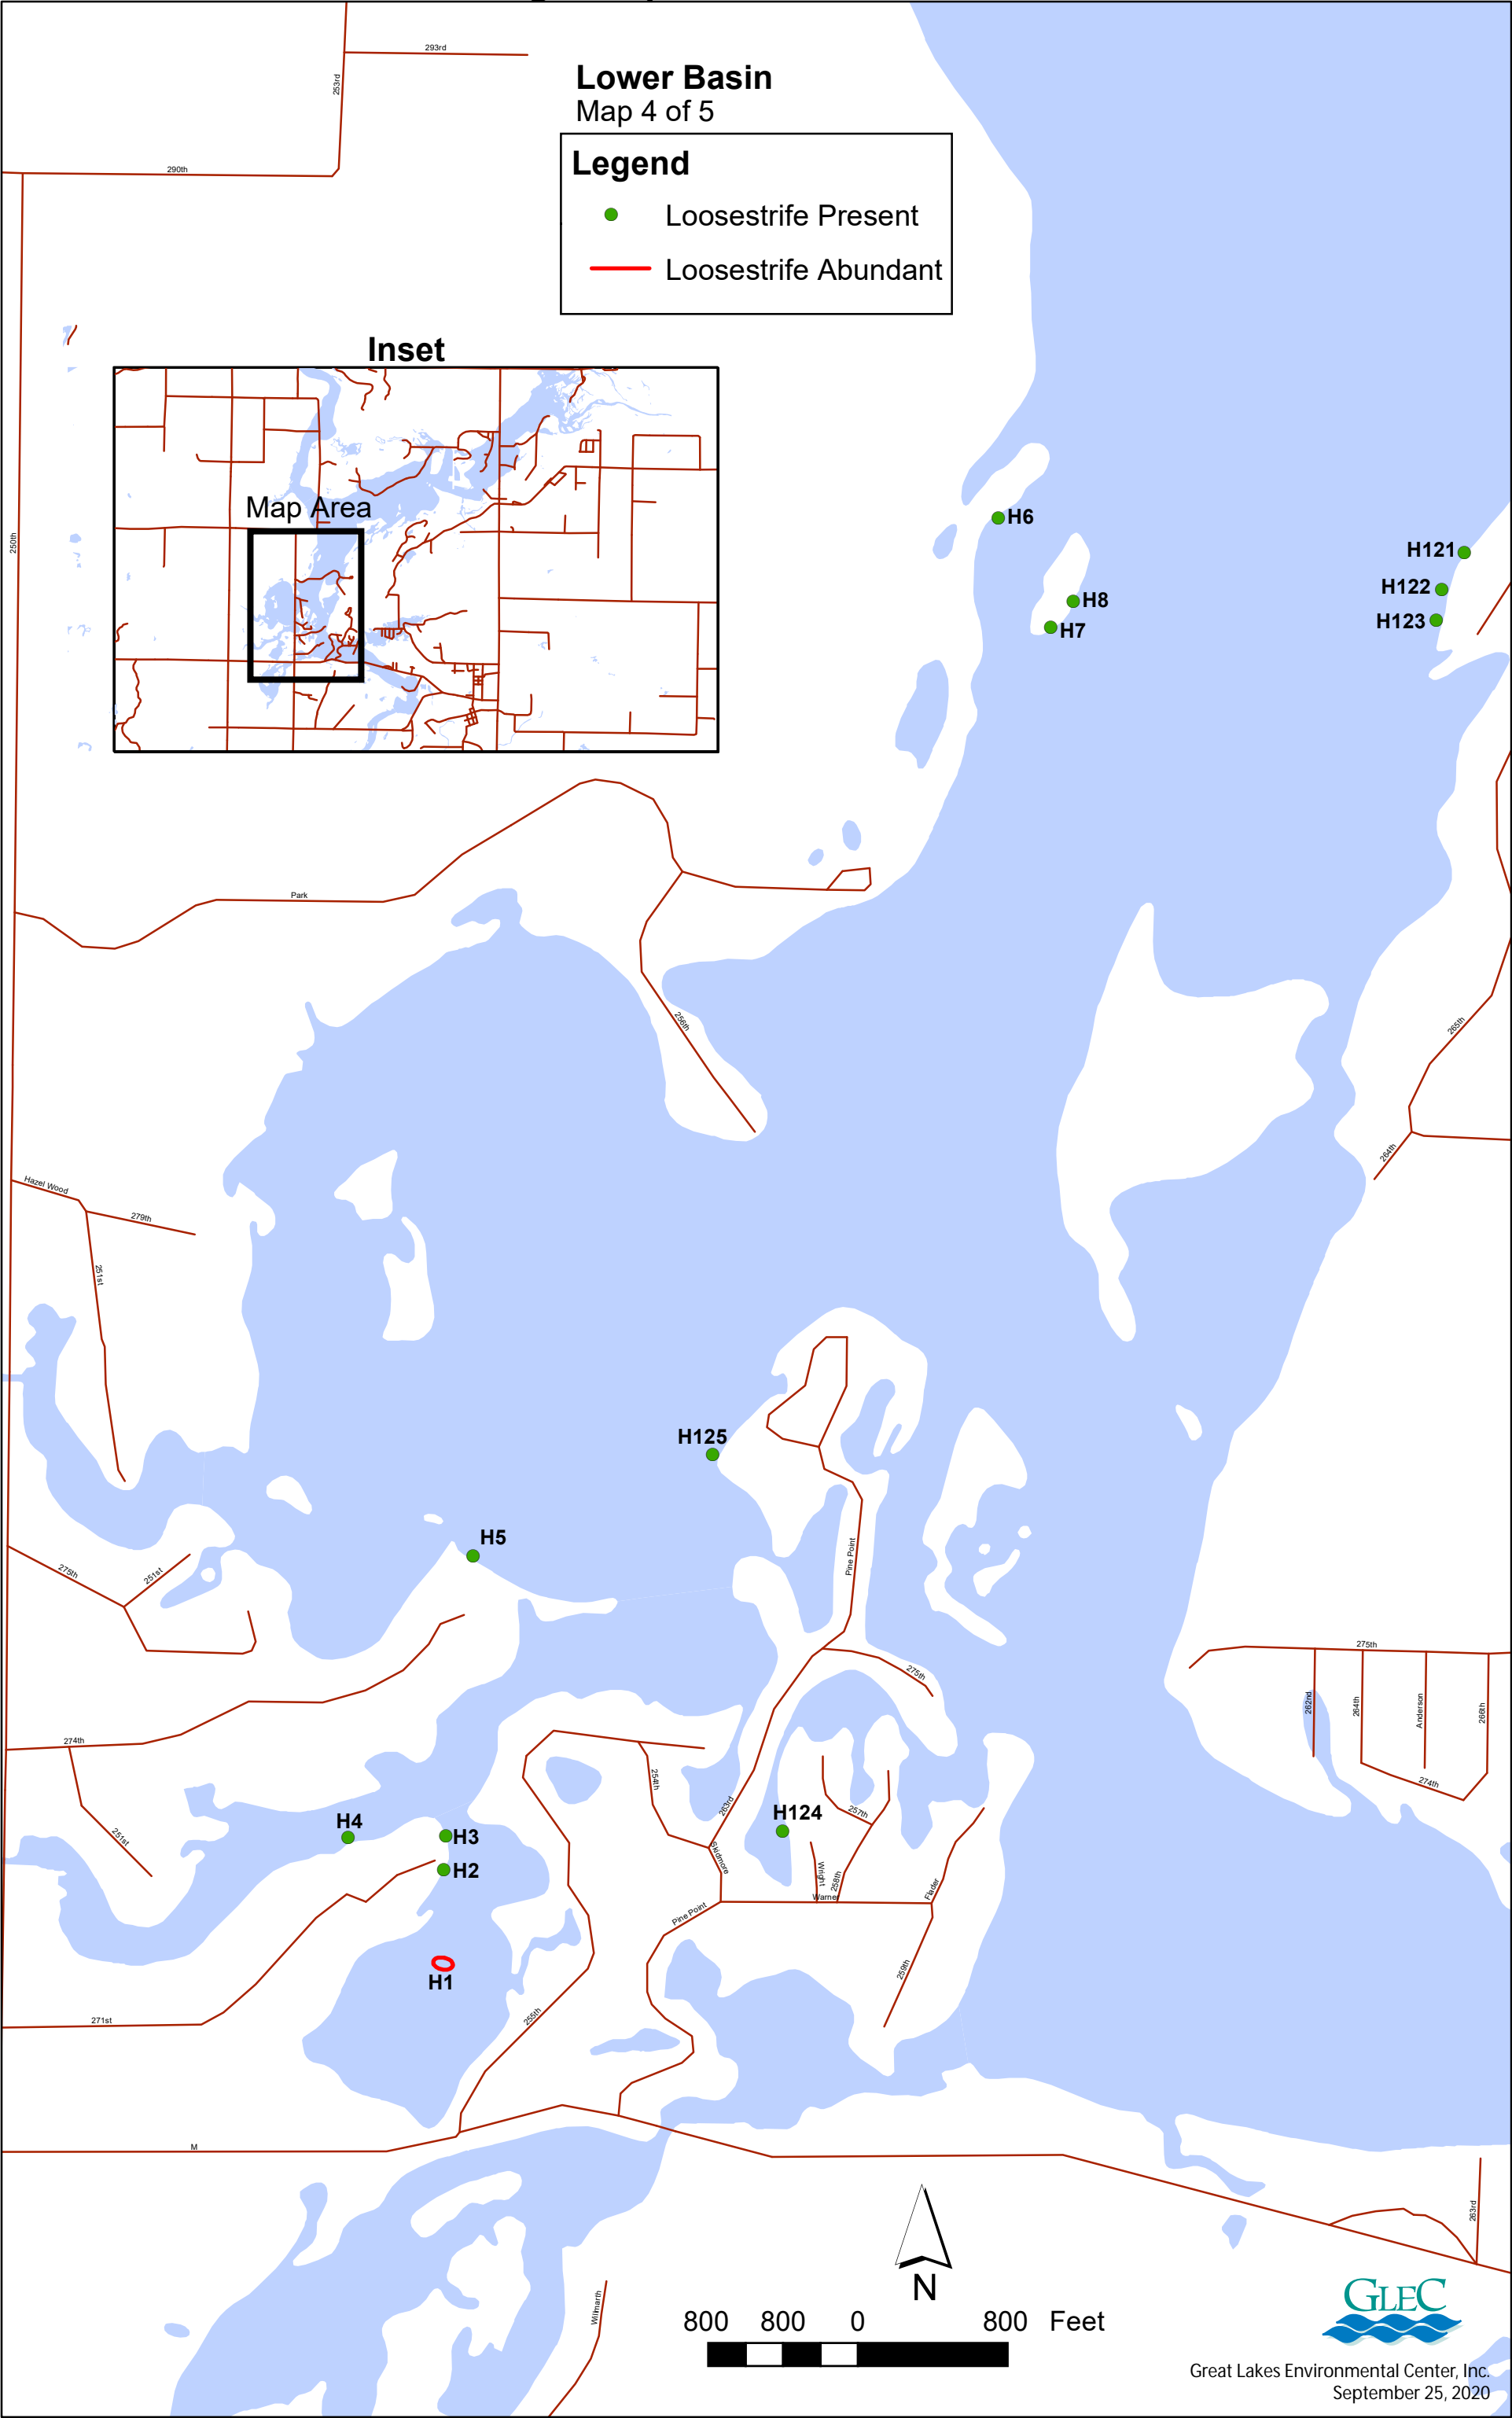 293rd
253rd
Lower Basin
Map 4 of 5
Legend
Loosestrife Present
Loosestrife Abundant
290th
Inset
Map Area
250th
H6
H121
H122
H8
H123
H7
Park
256th
265th
264th
Hazel Wood
279th
251st
H125
H5
Pine Point
275th
251st
275th
275th
262nd
264th
Anderson
266th
274th
274th
254th
263rd
257th
H124
H4
H3
251st
H2
Skidmore
Wright
258th
Warner
Flader
Pine Point
259th
H1
271st
255th
M
263rd
N
Willmarth
800 800 0 800 Feet
GLEC
Great Lakes Environmental Center, Inc.
September 25, 2020